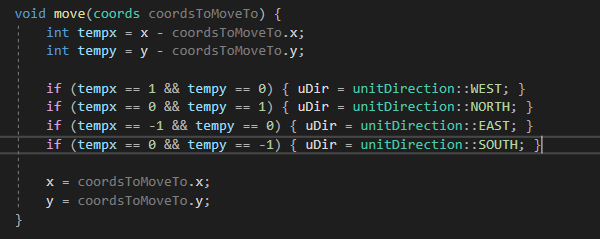 void move(coords coordsToMoveTo) {
    int tempx = x - coordsToMoveTo.x;
    int tempy = y - coordsToMoveTo.y;

    if (tempx == 1 && tempy == 0) { uDir = unitDirection::WEST; }
    if (tempx == 0 && tempy == 1) { uDir = unitDirection::NORTH; }
    if (tempx == -1 && tempy == 0) { uDir = unitDirection::EAST; }
    if (tempx == 0 && tempy == -1) { uDir = unitDirection::SOUTH; }

    x = coordsToMoveTo.x;
    y = coordsToMoveTo.y;
}